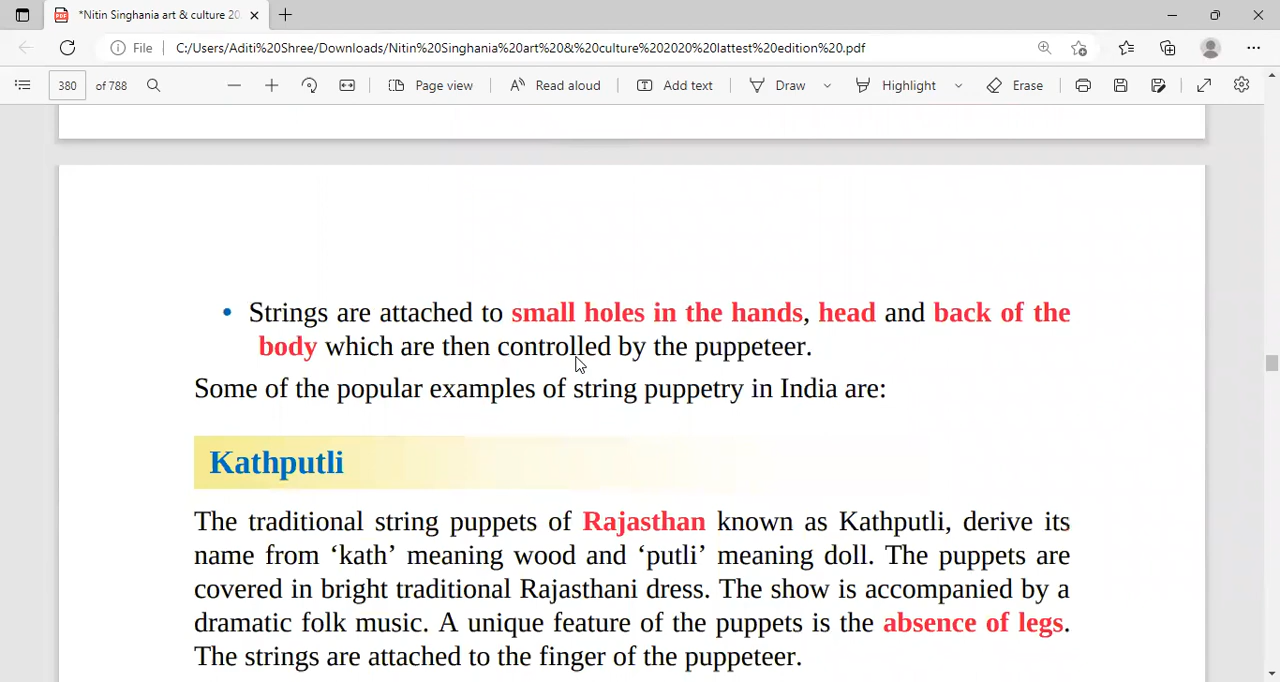 *Nitin Singhania art & culture 20
File
C:/Users/Aditi%20Shree/Downloads/Nitin%20Singhania%20art%20&%20culture%202020%20lattest%20edition%20.pdf
380 of 788
Page view
Read aloud
Add text
Draw
Highlight
Erase
• Strings are attached to small holes in the hands, head and back of the
body which are then controlled by the puppeteer.
Some of the popular examples of string puppetry in India are:
Kathputli
The traditional string puppets of Rajasthan known as Kathputli, derive its
name from ‘kath’ meaning wood and ‘putli’ meaning doll. The puppets are
covered in bright traditional Rajasthani dress. The show is accompanied by a
dramatic folk music. A unique feature of the puppets is the absence of legs.
The strings are attached to the finger of the puppeteer.